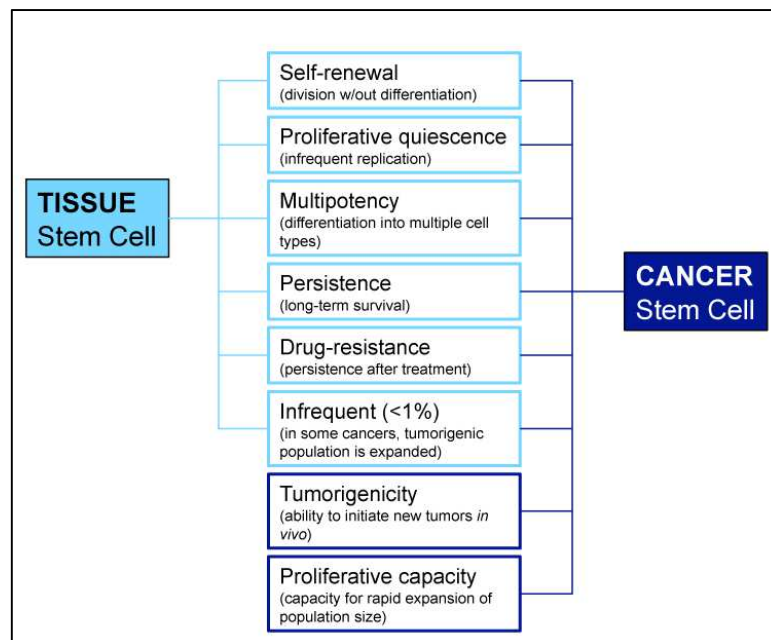 TISSUE
Stem Cell
Self-renewal
(division w/out differentiation)
Proliferative quiescence
(infrequent replication)
Multipotency
(differentiation into multiple cell
types)
Persistence
(long-term survival)
Drug-resistance
(persistence after treatment)
Infrequent (<1%)
(in some cancers, tumorigenic
population is expanded)
Tumorigenicity
(ability to initiate new tumors in
vivo)
Proliferative capacity
(capacity for rapid expansion of
population size)
CANCER
Stem Cell